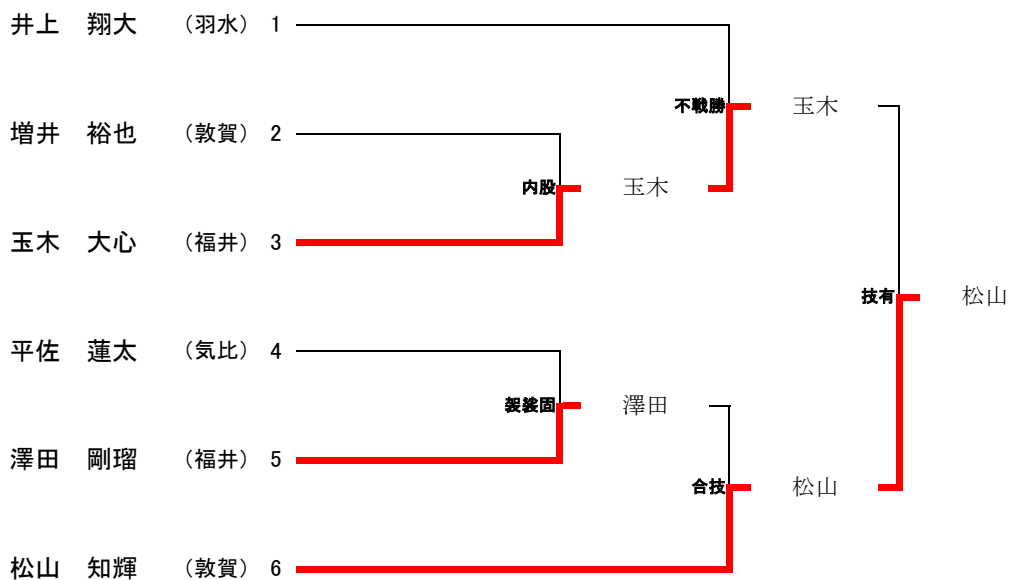 井上 翔大 （羽水） 1
不戦勝 玉木
増井 裕也 （敦賀） 2
内股 玉木
玉木 大心 （福井） 3
技有 松山
平佐 蓮太 （気比） 4
袈裟固 澤田
澤田 剛瑠 （福井） 5
合技 松山
松山 知輝 （敦賀） 6